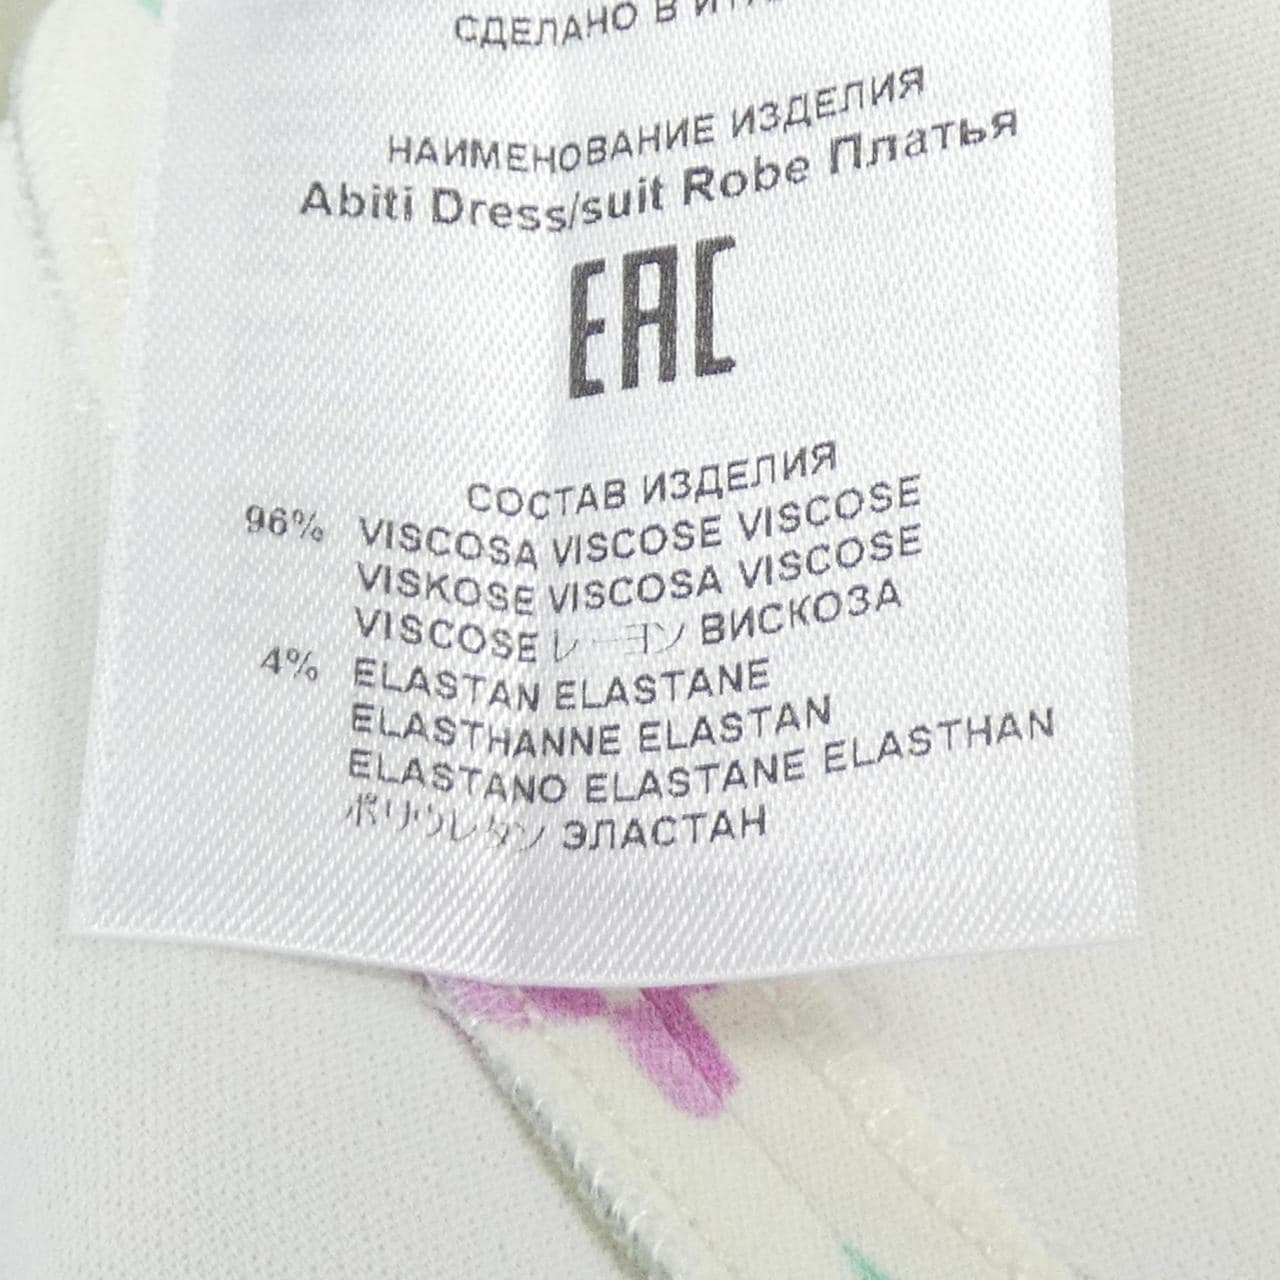 СДЕЛАНО В
НАИМЕНОВАНИЕ ИЗДЕЛИЯ
Abiti Dress/suit Robe Платья
EAC
СОСТАВ ИЗДЕЛИЯ
96% VISCOSA VISCOSE VISCOSE
VISKOSE VISCOSA VISCOSE
VISCOSE レーヨン ВИСКОЗА
4% ELASTAN ELASTANE
ELASTHANNE ELASTAN
ELASTANO ELASTANE ELASTHAN
ポリウレタン ЭЛАСТАН